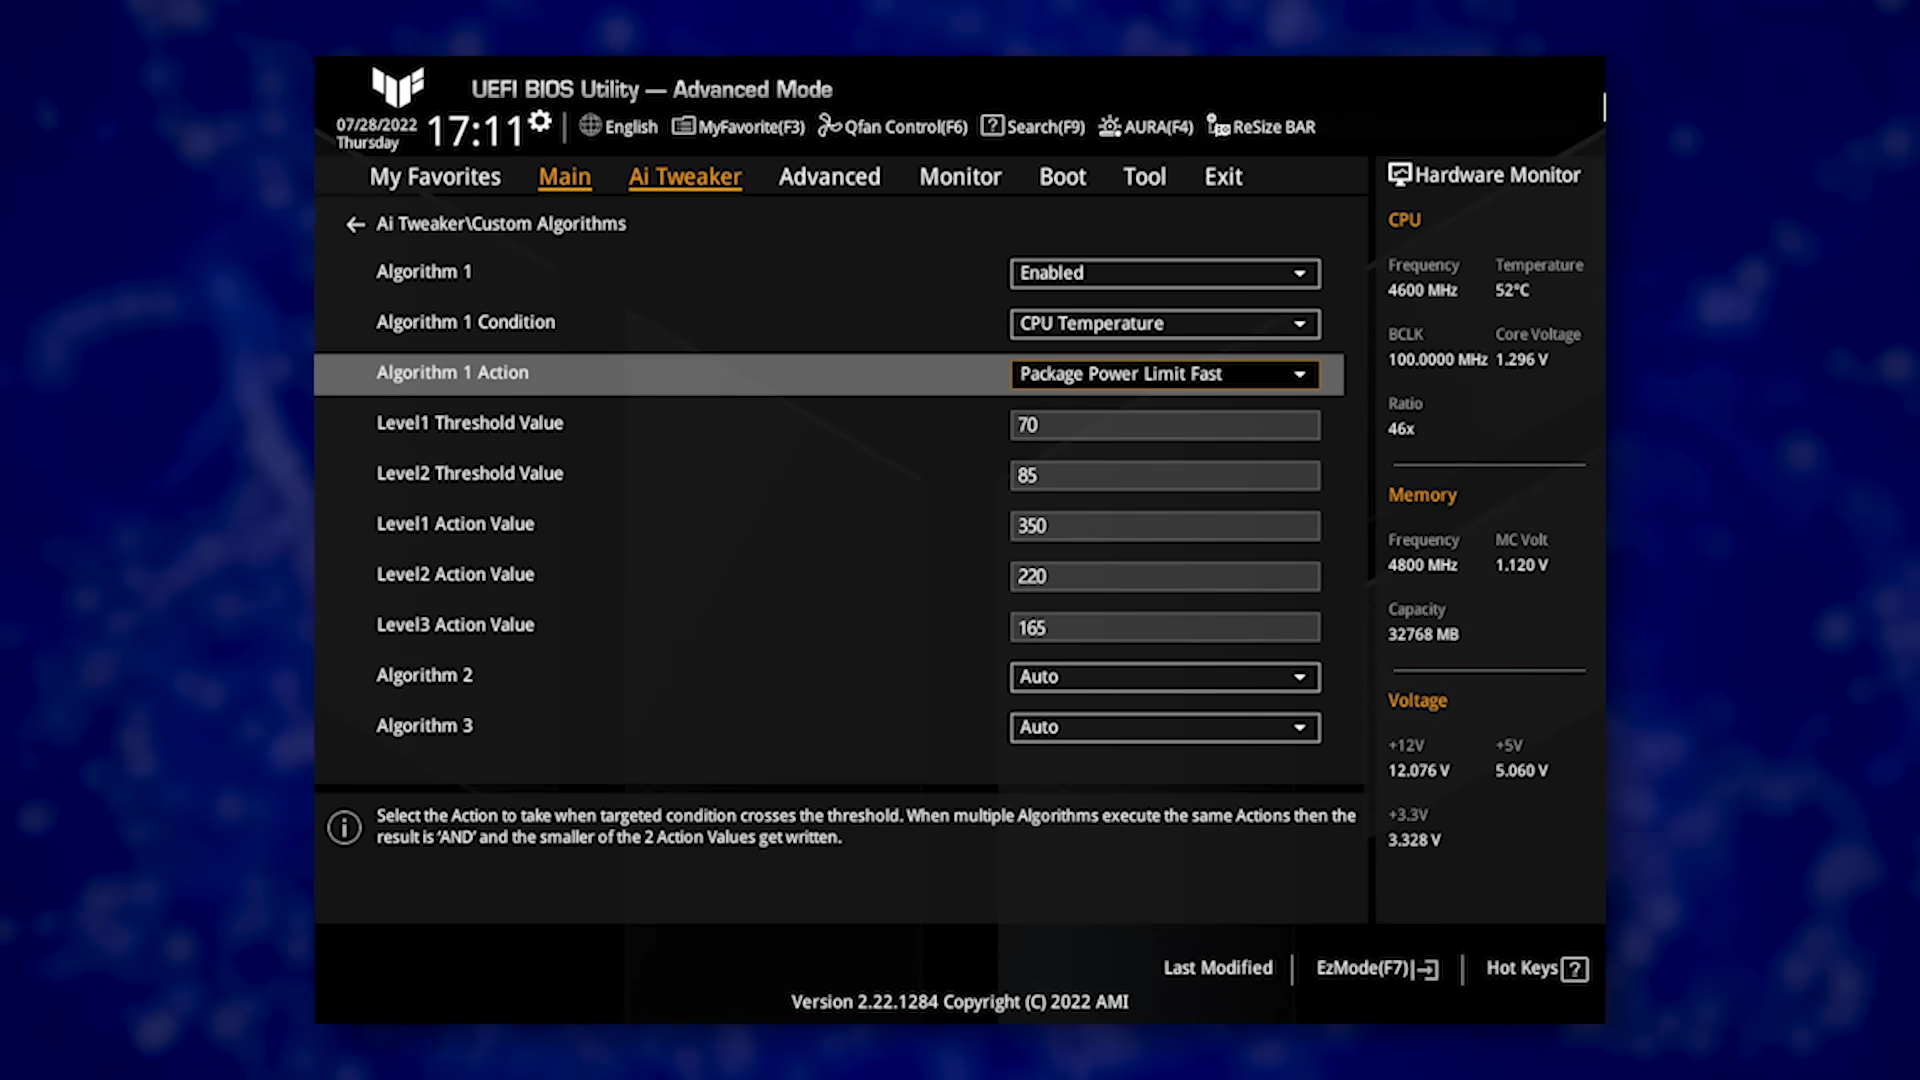 UEFI BIOS Utility — Advanced Mode
07/28/2022
Thursday
17:11
English
MyFavorite(F3)
Qfan Control(F6)
Search(F9)
AURA(F4)
ReSize BAR
My Favorites
Main
Ai Tweaker
Advanced
Monitor
Boot
Tool
Exit
Ai Tweaker\Custom Algorithms
Algorithm 1
Enabled
Algorithm 1 Condition
CPU Temperature
Algorithm 1 Action
Package Power Limit Fast
Level1 Threshold Value
70
Level2 Threshold Value
85
Level1 Action Value
350
Level2 Action Value
220
Level3 Action Value
165
Algorithm 2
Auto
Algorithm 3
Auto
Select the Action to take when targeted condition crosses the threshold. When multiple Algorithms execute the same Actions then the
result is 'AND' and the smaller of the 2 Action Values get written.
Hardware Monitor
CPU
Frequency Temperature
4600 MHz 52°C
BCLK Core Voltage
100.0000 MHz 1.296 V
Ratio
46x
Memory
Frequency MC Volt
4800 MHz 1.120 V
Capacity
32768 MB
Voltage
+12V +5V
12.076 V 5.060 V
+3.3V
3.328 V
Last Modified
EzMode(F7)
Hot Keys ?
Version 2.22.1284 Copyright (C) 2022 AMI